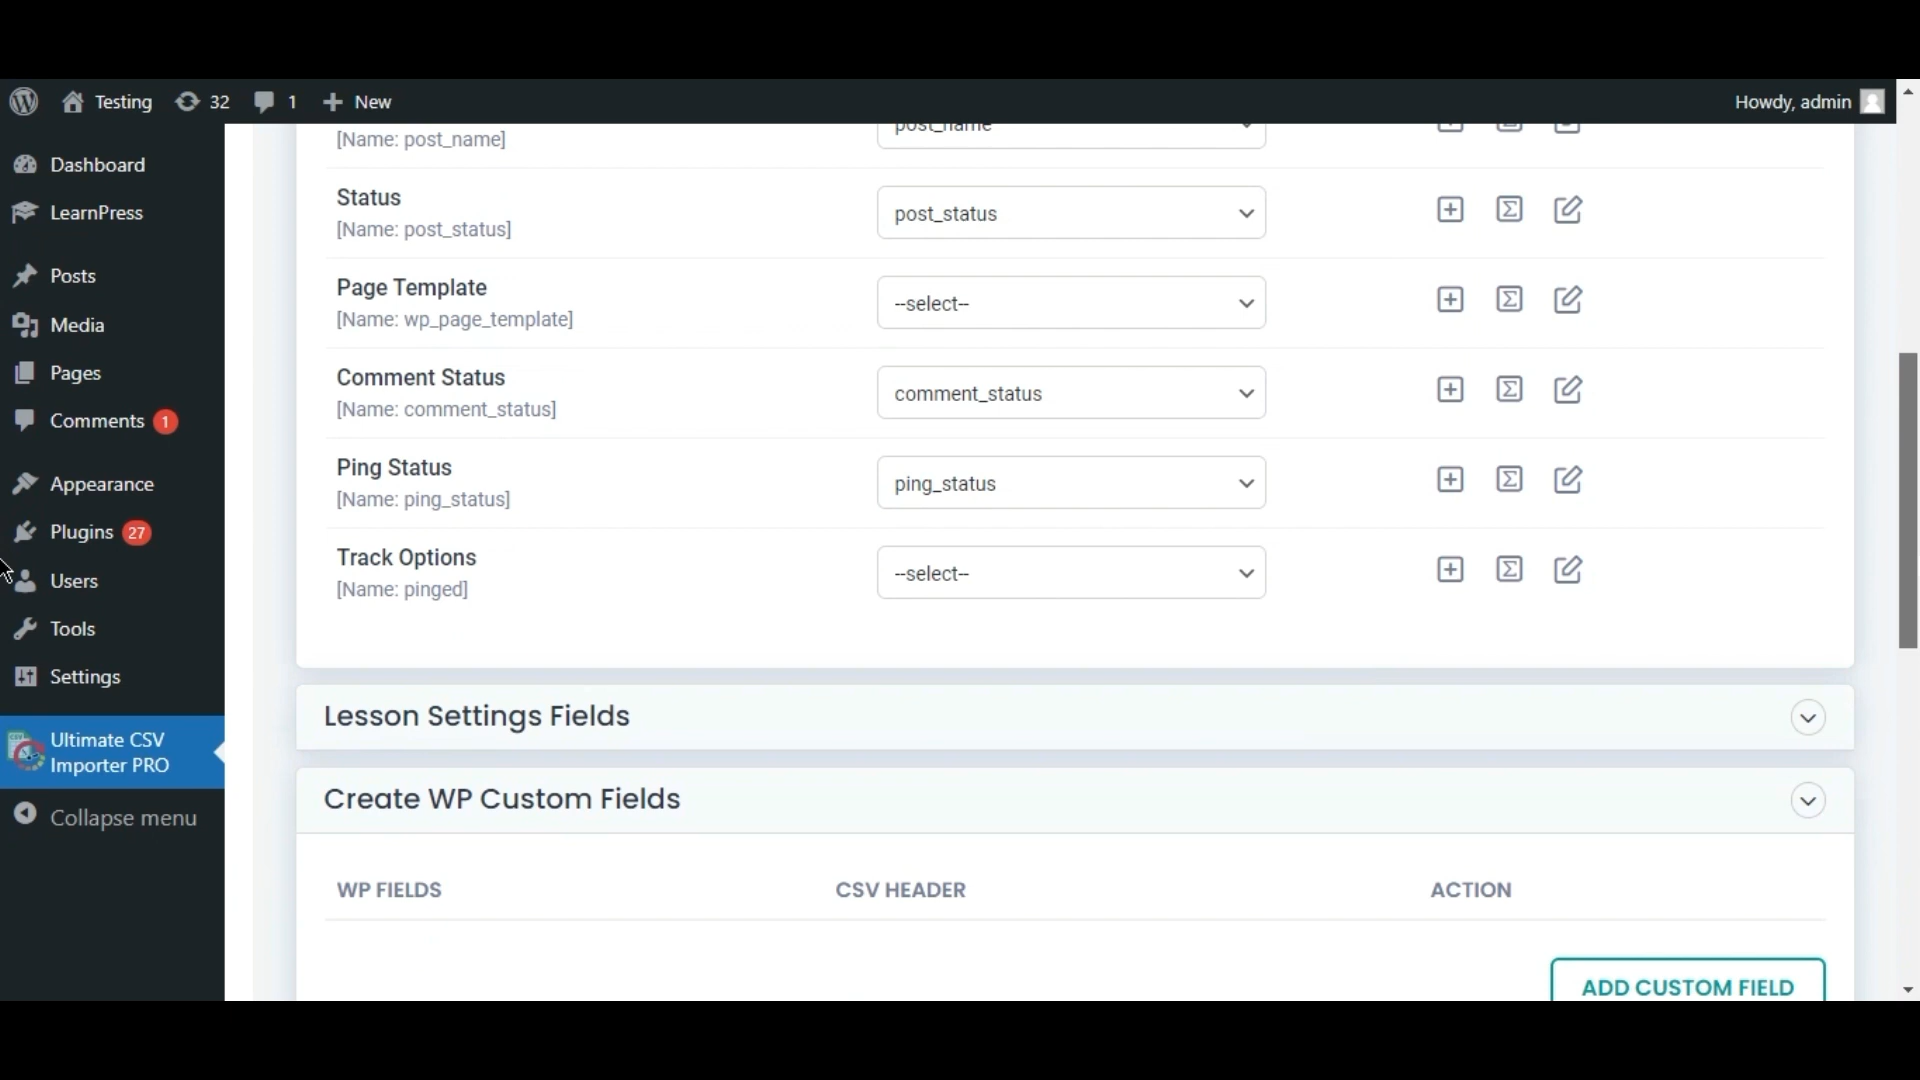 Testing 32 1 New Howdy, admin
Dashboard
LearnPress
Posts
Media
Pages
Comments 1
Appearance
Plugins 27
Users
Tools
Settings
Ultimate CSV
Importer PRO
Collapse menu
post_name
[Name: post_name]
Status
[Name: post_status]
post_status
Page Template
[Name: wp_page_template]
--select--
Comment Status
[Name: comment_status]
comment_status
Ping Status
[Name: ping_status]
ping_status
Track Options
[Name: pinged]
--select--
Lesson Settings Fields
Create WP Custom Fields
WP FIELDS CSV HEADER ACTION
ADD CUSTOM FIELD